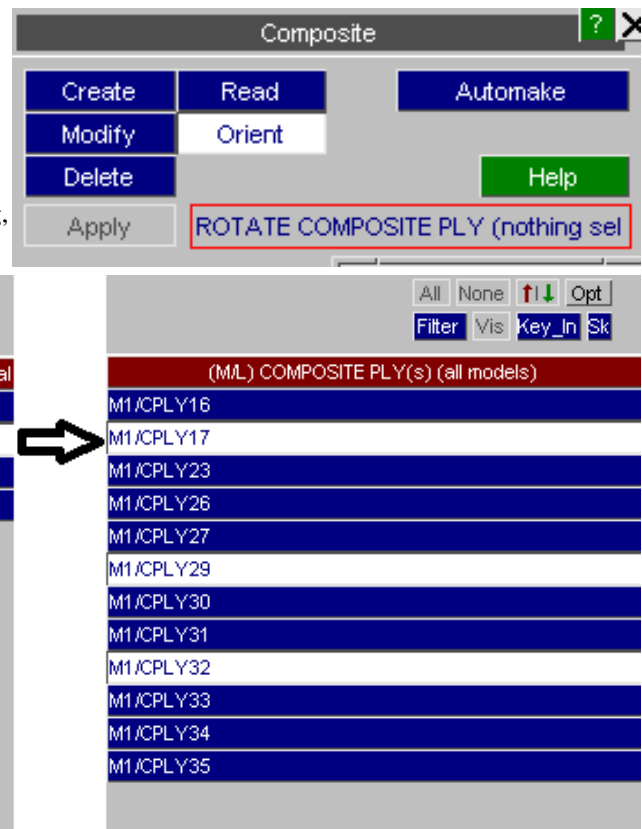 Composite ? X
Create Read Automake
Modify Orient
Delete Help
,
Apply ROTATE COMPOSITE PLY (nothing sel
All None Opt
Filter Vis Key_In Sk
al (M/L) COMPOSITE PLY(s) (all models)
M1/CPLY16
M1/CPLY17
M1/CPLY23
M1/CPLY26
M1/CPLY27
M1/CPLY29
M1/CPLY30
M1/CPLY31
M1/CPLY32
M1/CPLY33
M1/CPLY34
M1/CPLY35